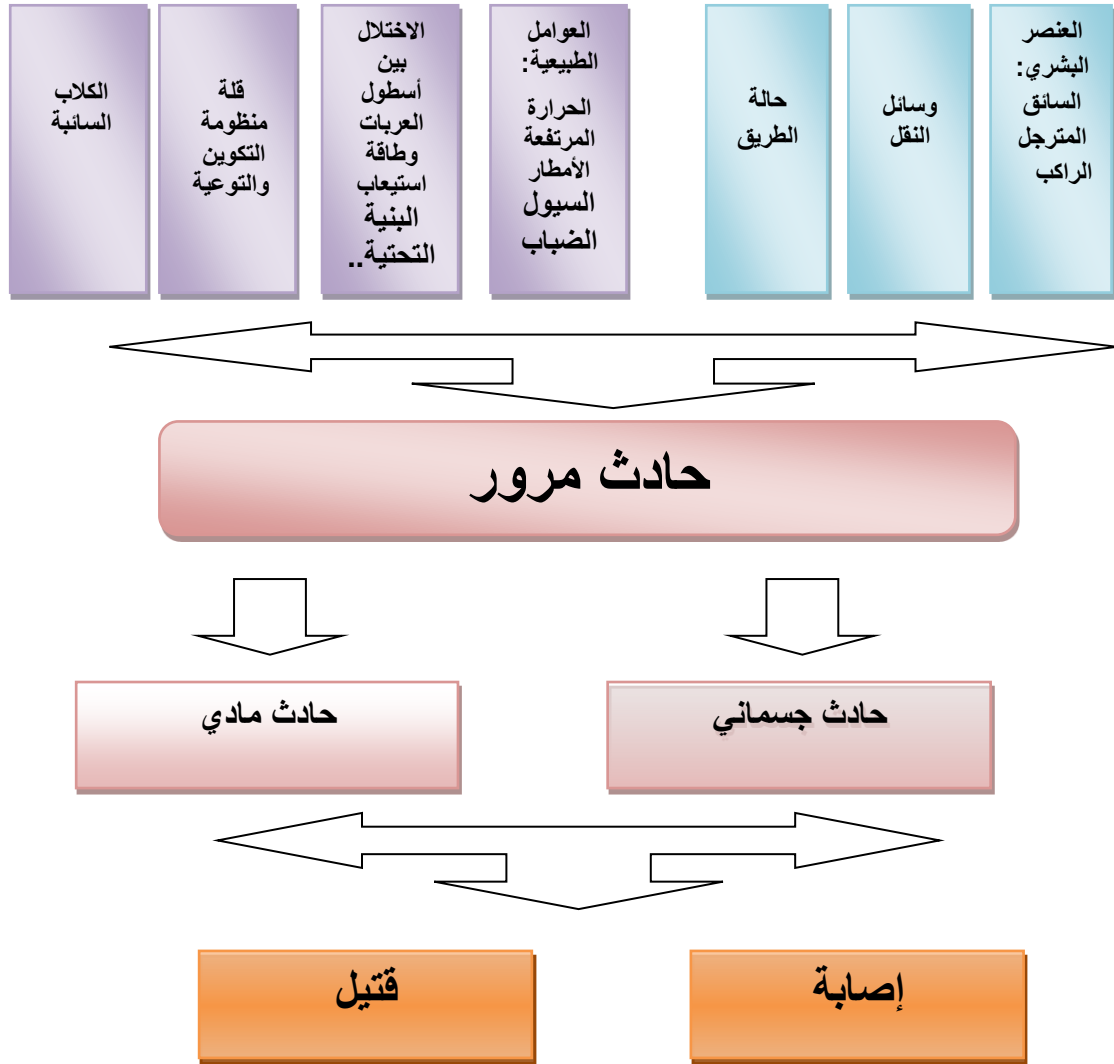 العنصر
البشري:
السائق
المترجل
الراكب
وسائل
النقل
حالة
الطريق
العوامل
الطبيعية:
الحرارة
المرتفعة
الأمطار
السيول
الضباب
الاختلال
بين
أسطول
العربات
وطاقة
استيعاب
البنية
التحتية..
قلة
منظومة
التكوين
والتوعية
الكلاب
السائبة
حادث مرور
حادث جسماني
حادث مادي
إصابة
قتيل